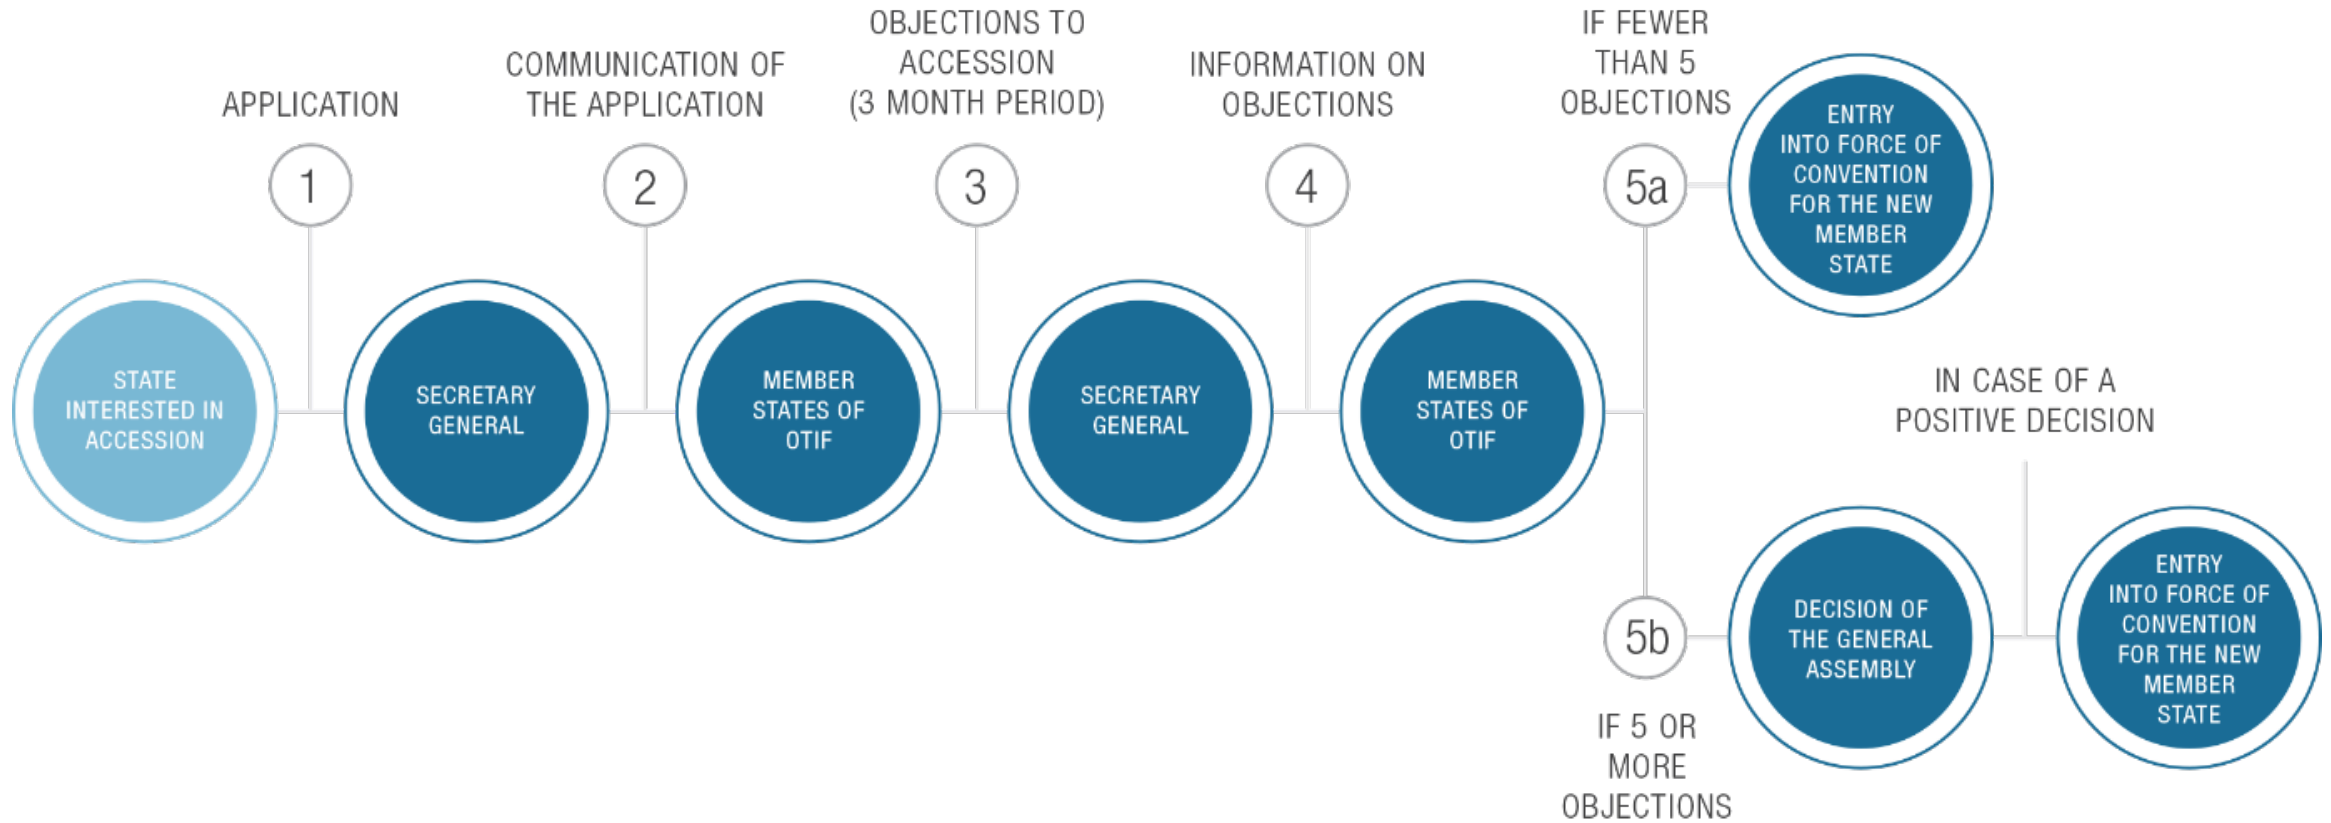 APPLICATION
1
COMMUNICATION OF
THE APPLICATION
2
OBJECTIONS TO
ACCESSION
(3 MONTH PERIOD)
3
INFORMATION ON
OBJECTIONS
4
IF FEWER
THAN 5
OBJECTIONS
5a
ENTRY
INTO FORCE OF
CONVENTION
FOR THE NEW
MEMBER
STATE
STATE
INTERESTED IN
ACCESSION
SECRETARY
GENERAL
MEMBER
STATES OF
OTIF
SECRETARY
GENERAL
MEMBER
STATES OF
OTIF
IN CASE OF A
POSITIVE DECISION
5b
IF 5 OR
MORE
OBJECTIONS
DECISION OF
THE GENERAL
ASSEMBLY
ENTRY
INTO FORCE OF
CONVENTION
FOR THE NEW
MEMBER
STATE